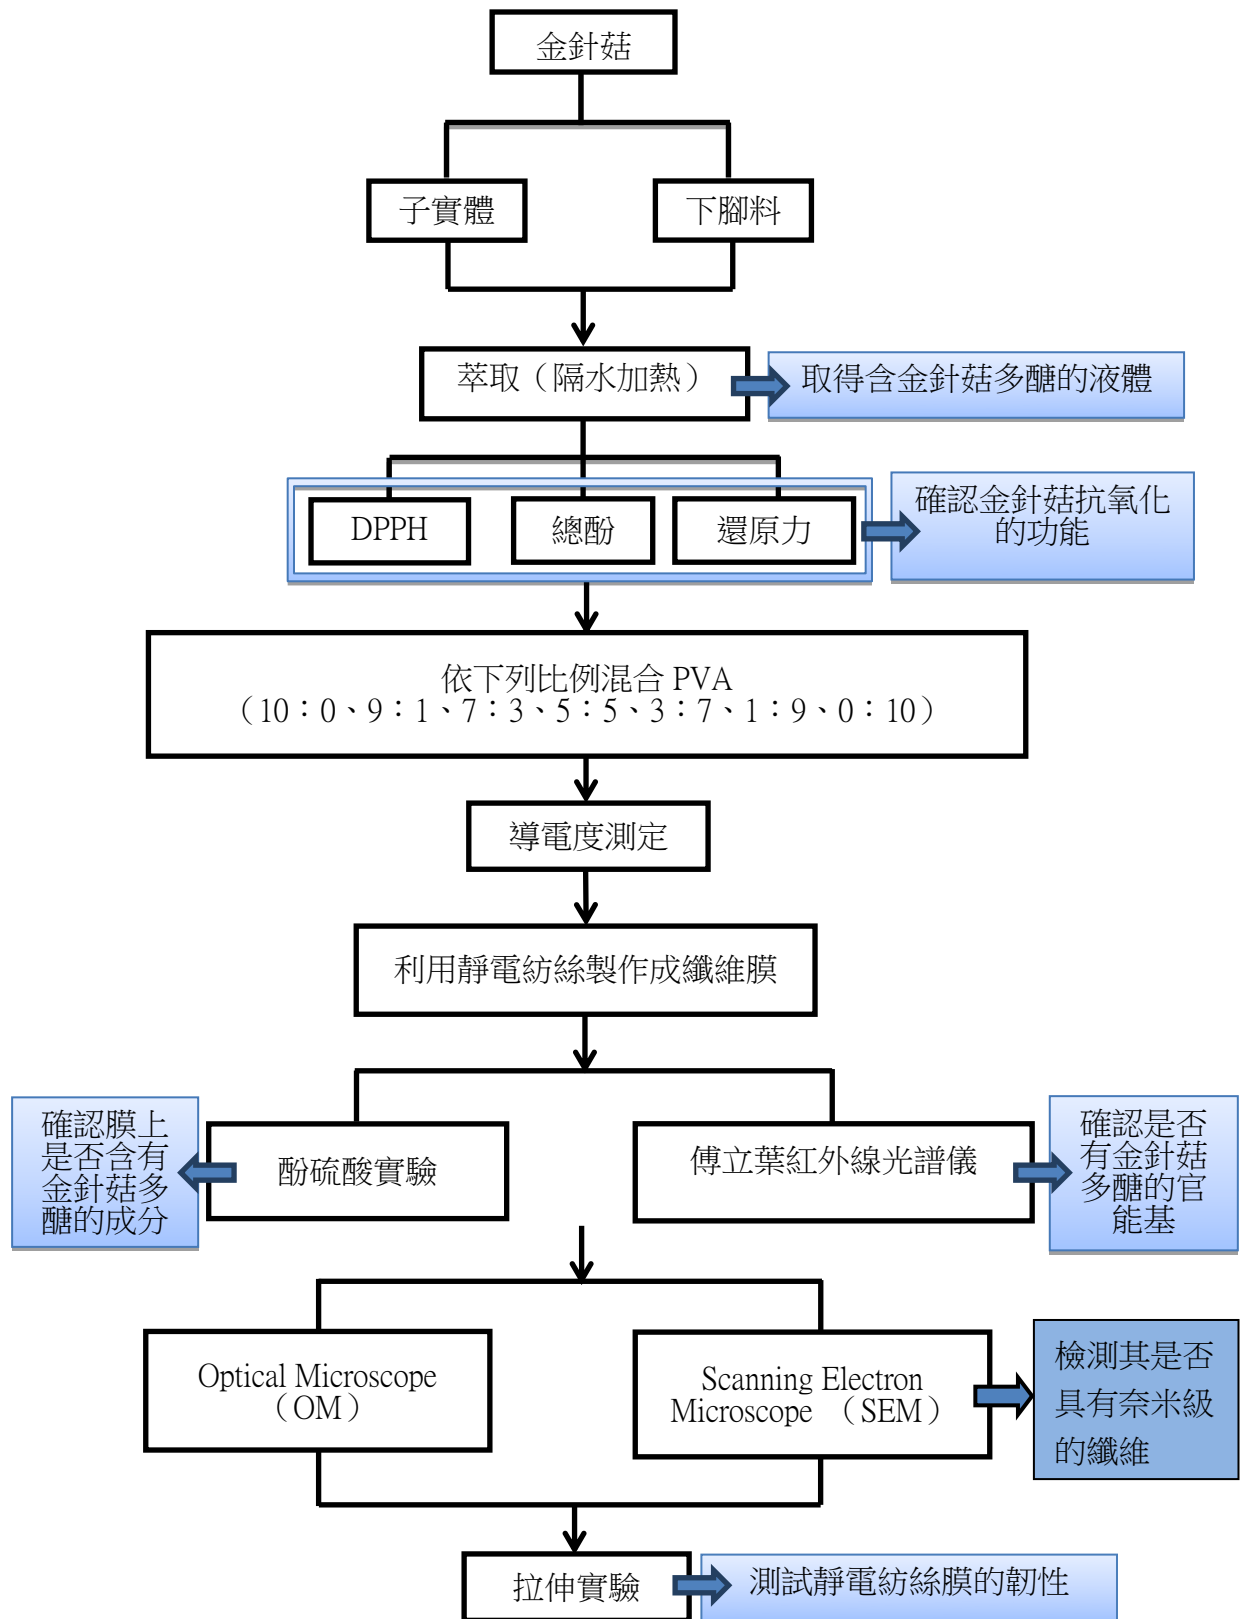 金針菇
子實體
下腳料
萃取（隔水加熱）
取得含金針菇多醣的液體
DPPH
總酚
還原力
確認金針菇抗氧化
的功能
依下列比例混合 PVA
（10：0、9：1、7：3、5：5、3：7、1：9、0：10）
導電度測定
利用靜電紡絲製作成纖維膜
確認膜上
是否含有
金針菇多
醣的成分
酚硫酸實驗
傅立葉紅外線光譜儀
確認是否
有金針菇
多醣的官
能基
Optical Microscope
（OM）
Scanning Electron
Microscope （SEM）
檢測其是否
具有奈米級
的纖維
拉伸實驗
測試靜電紡絲膜的韌性